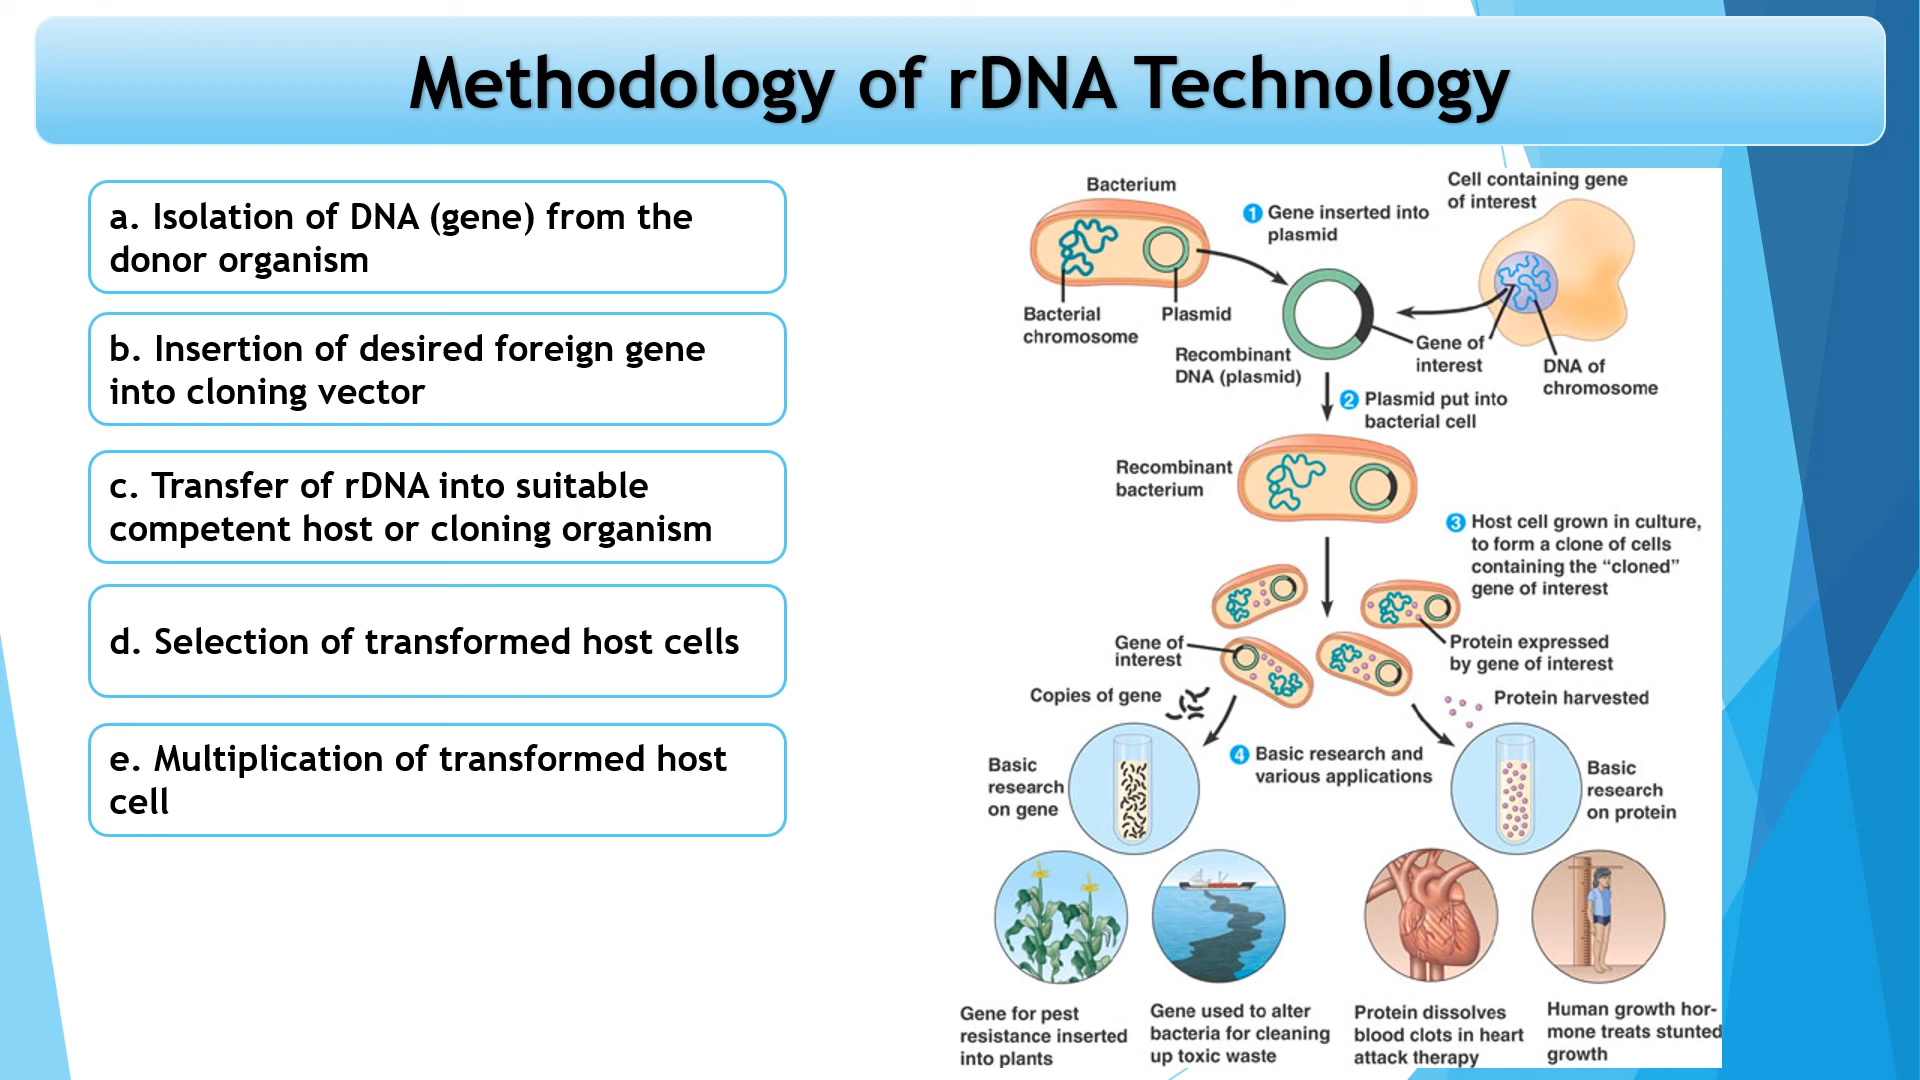 Methodology of rDNA Technology
a. Isolation of DNA (gene) from the
donor organism
b. Insertion of desired foreign gene
into cloning vector
c. Transfer of rDNA into suitable
competent host or cloning organism
d. Selection of transformed host cells
e. Multiplication of transformed host
cell
Bacterium
1 Gene inserted into
plasmid
Cell containing gene
of interest
Bacterial
chromosome
Plasmid
Recombinant
DNA (plasmid)
Gene of
interest
DNA of
chromosome
2 Plasmid put into
bacterial cell
Recombinant
bacterium
3 Host cell grown in culture,
to form a clone of cells
containing the “cloned”
gene of interest
Gene of
interest
Protein expressed
by gene of interest
Copies of gene
Protein harvested
Basic
research
on gene
4 Basic research and
various applications
Basic
research
on protein
Gene for pest
resistance inserted
into plants
Gene used to alter
bacteria for cleaning
up toxic waste
Protein dissolves
blood clots in heart
attack therapy
Human growth hor-
mone treats stunted
growth